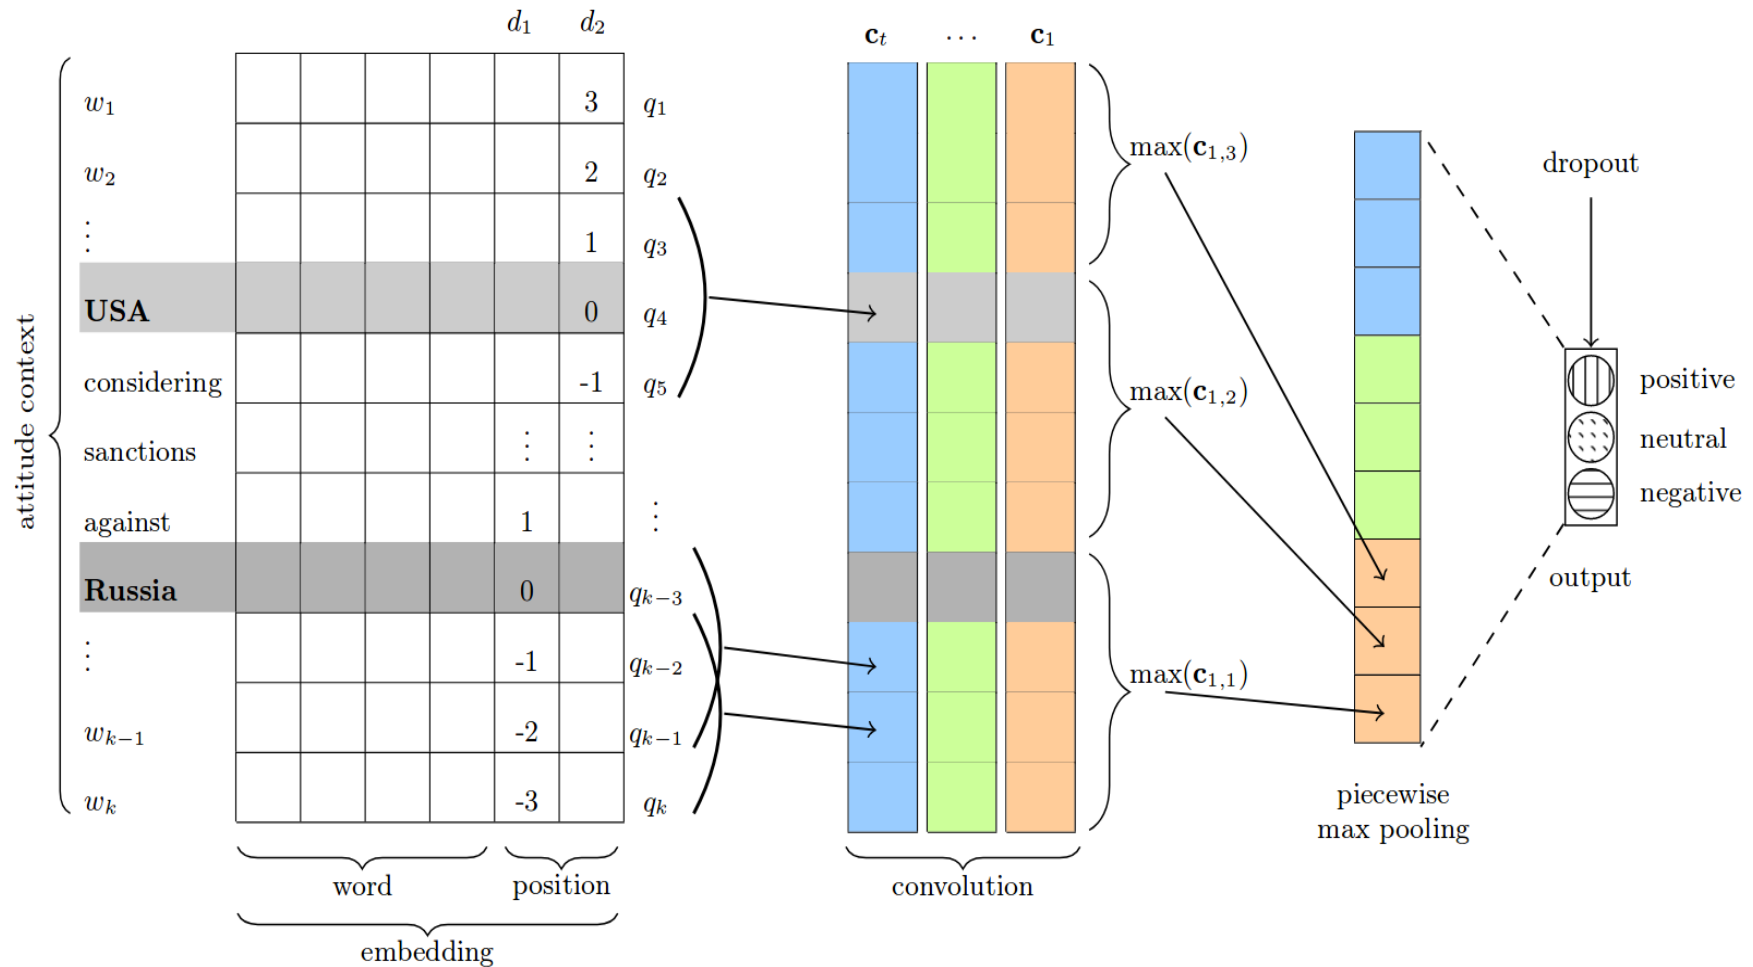 d₁ d₂
w₁ 3 q₁
w₂ 2 q₂
⋮ 1 q₃
USA 0 q₄
considering -1 q₅
sanctions ⋮ ⋮
against 1 ⋮
Russia 0 qₖ₋₃
⋮ -1 qₖ₋₂
wₖ₋₁ -2 qₖ₋₁
wₖ -3 qₖ
attitude context
word position
embedding
cₜ ⋯ c₁
convolution
max(c₁,₃)
max(c₁,₂)
max(c₁,₁)
piecewise
max pooling
dropout
positive
neutral
negative
output